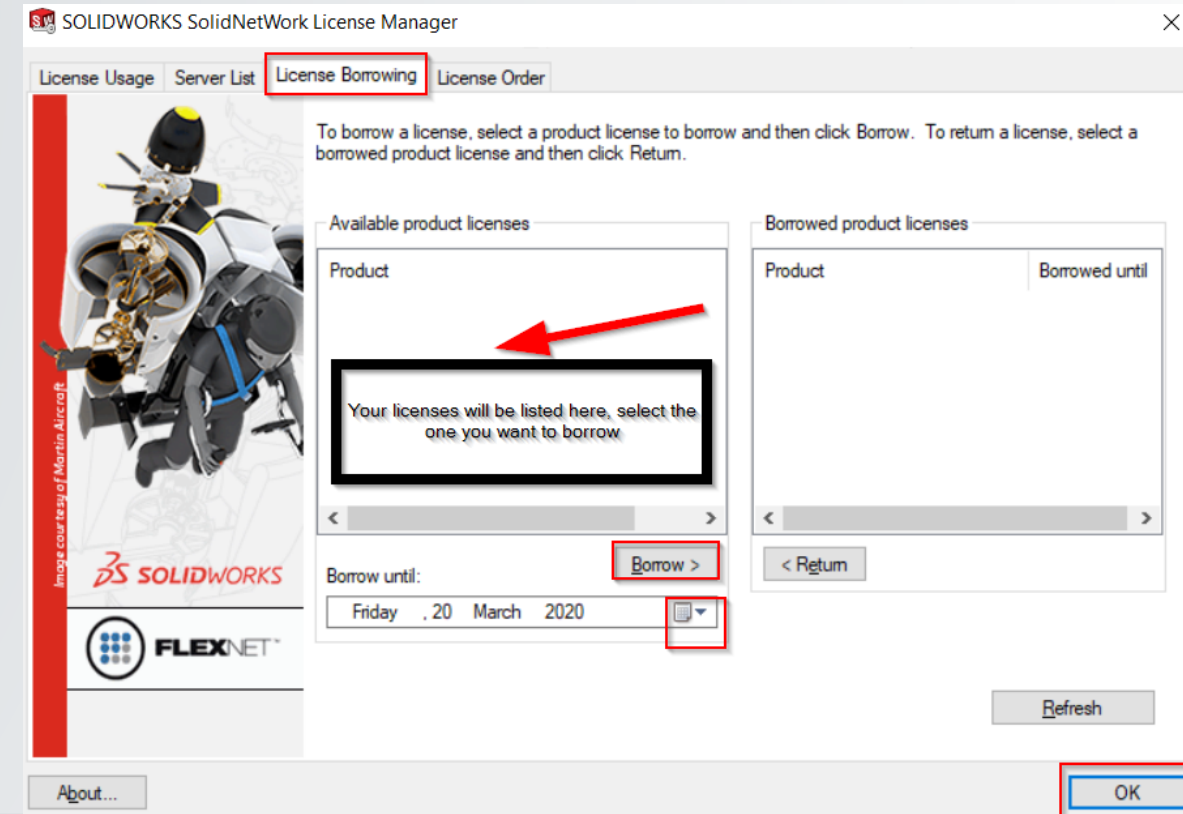 SOLIDWORKS SolidNetWork License Manager
License Usage Server List License Borrowing License Order
To borrow a license, select a product license to borrow and then click Borrow. To return a license, select a
borrowed product license and then click Return.
Available product licenses
Product
Your licenses will be listed here, select the
one you want to borrow
Borrow >
Borrow until:
Friday , 20 March 2020
Borrowed product licenses
Product Borrowed until
< Return
Refresh
Image courtesy of Martin Aircraft
SOLIDWORKS
FLEXNET
About...
OK